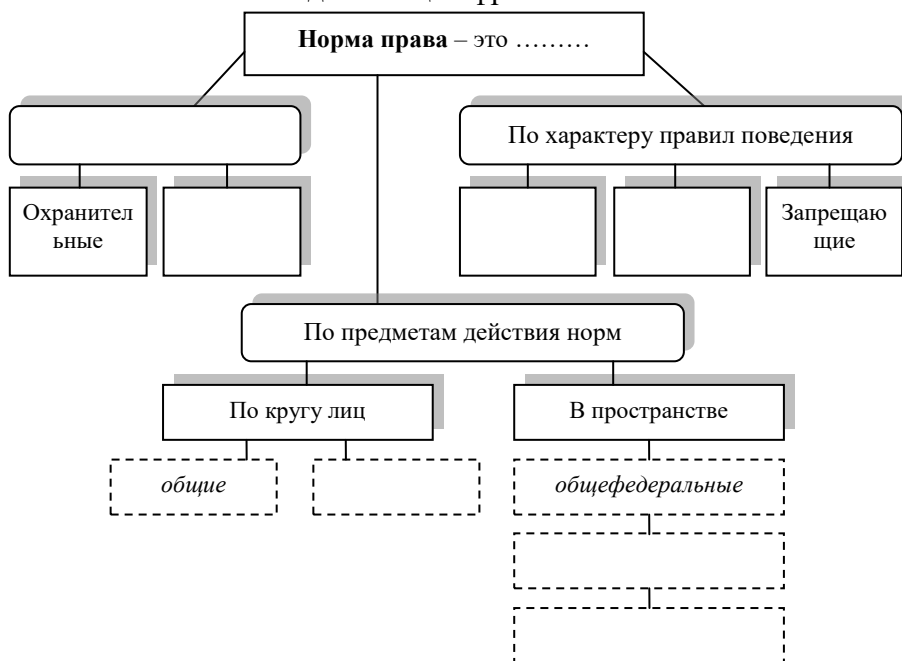 Норма права – это ………
По характеру правил поведения
Охранител
ьные
Запрещаю
щие
По предметам действия норм
По кругу лиц
В пространстве
общие
общефедеральные